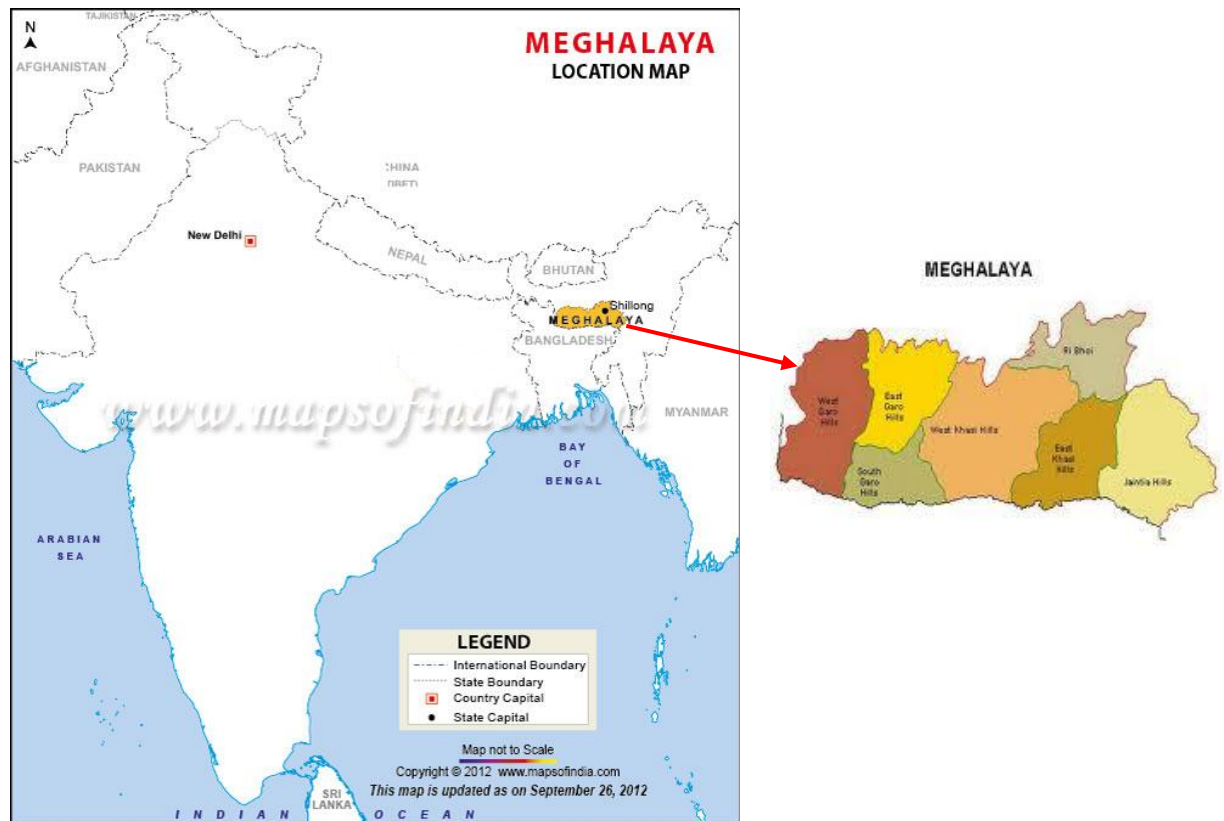 TAJIKISTAN
N
MEGHALAYA
LOCATION MAP
AFGHANISTAN
PAKISTAN
CHINA
(TIBET)
New Delhi
NEPAL
BHUTAN
Shillong
MEGHALAYA
BANGLADESH
www.mapsofindia.com
MYANMAR
BAY
OF
BENGAL
ARABIAN
SEA
LEGEND
International Boundary
State Boundary
Country Capital
State Capital
Map not to Scale
Copyright © 2012 www.mapsofindia.com
This map is updated as on September 26, 2012
SRI
LANKA
INDIAN OCEAN
MEGHALAYA
Ri Bhoi
West
Garo
Hills
East
Garo
Hills
West Khasi Hills
East
Khasi
Hills
South
Garo
Hills
Jaintia Hills